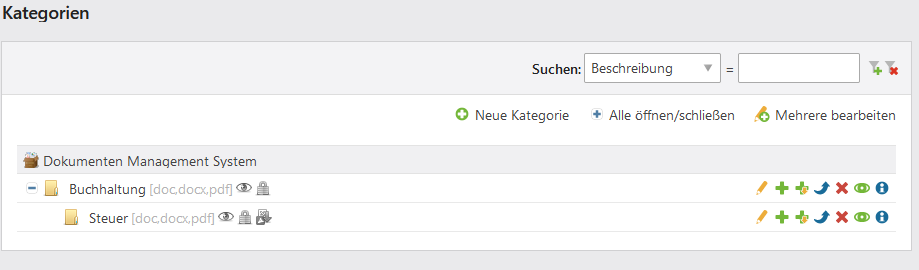 Kategorien
Suchen: Beschreibung =
Neue Kategorie Alle öffnen/schließen Mehrere bearbeiten
Dokumenten Management System
Buchhaltung [doc,docx,pdf]
Steuer [doc,docx,pdf]